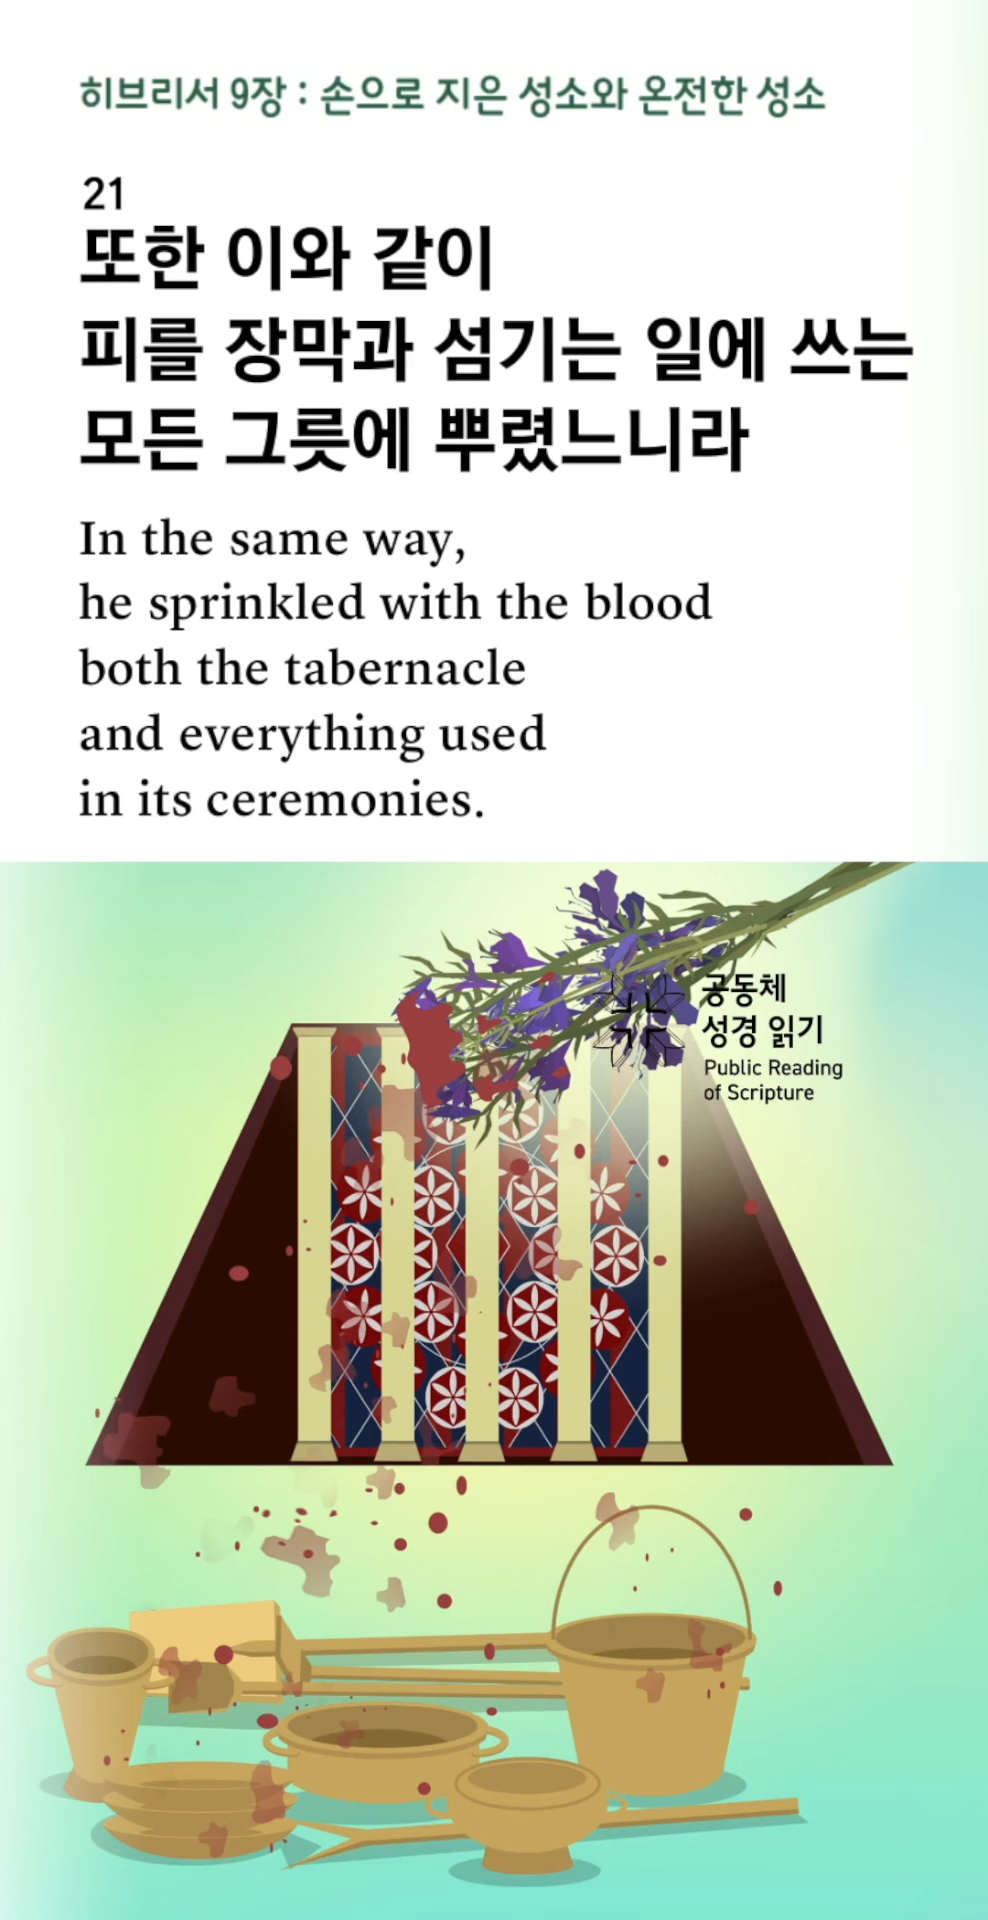 히브리서 9장 : 손으로 지은 성소와 온전한 성소
21
또한 이와 같이
피를 장막과 섬기는 일에 쓰는
모든 그릇에 뿌렸느니라
In the same way,
he sprinkled with the blood
both the tabernacle
and everything used
in its ceremonies.
공동체
성경 읽기
Public Reading
of Scripture